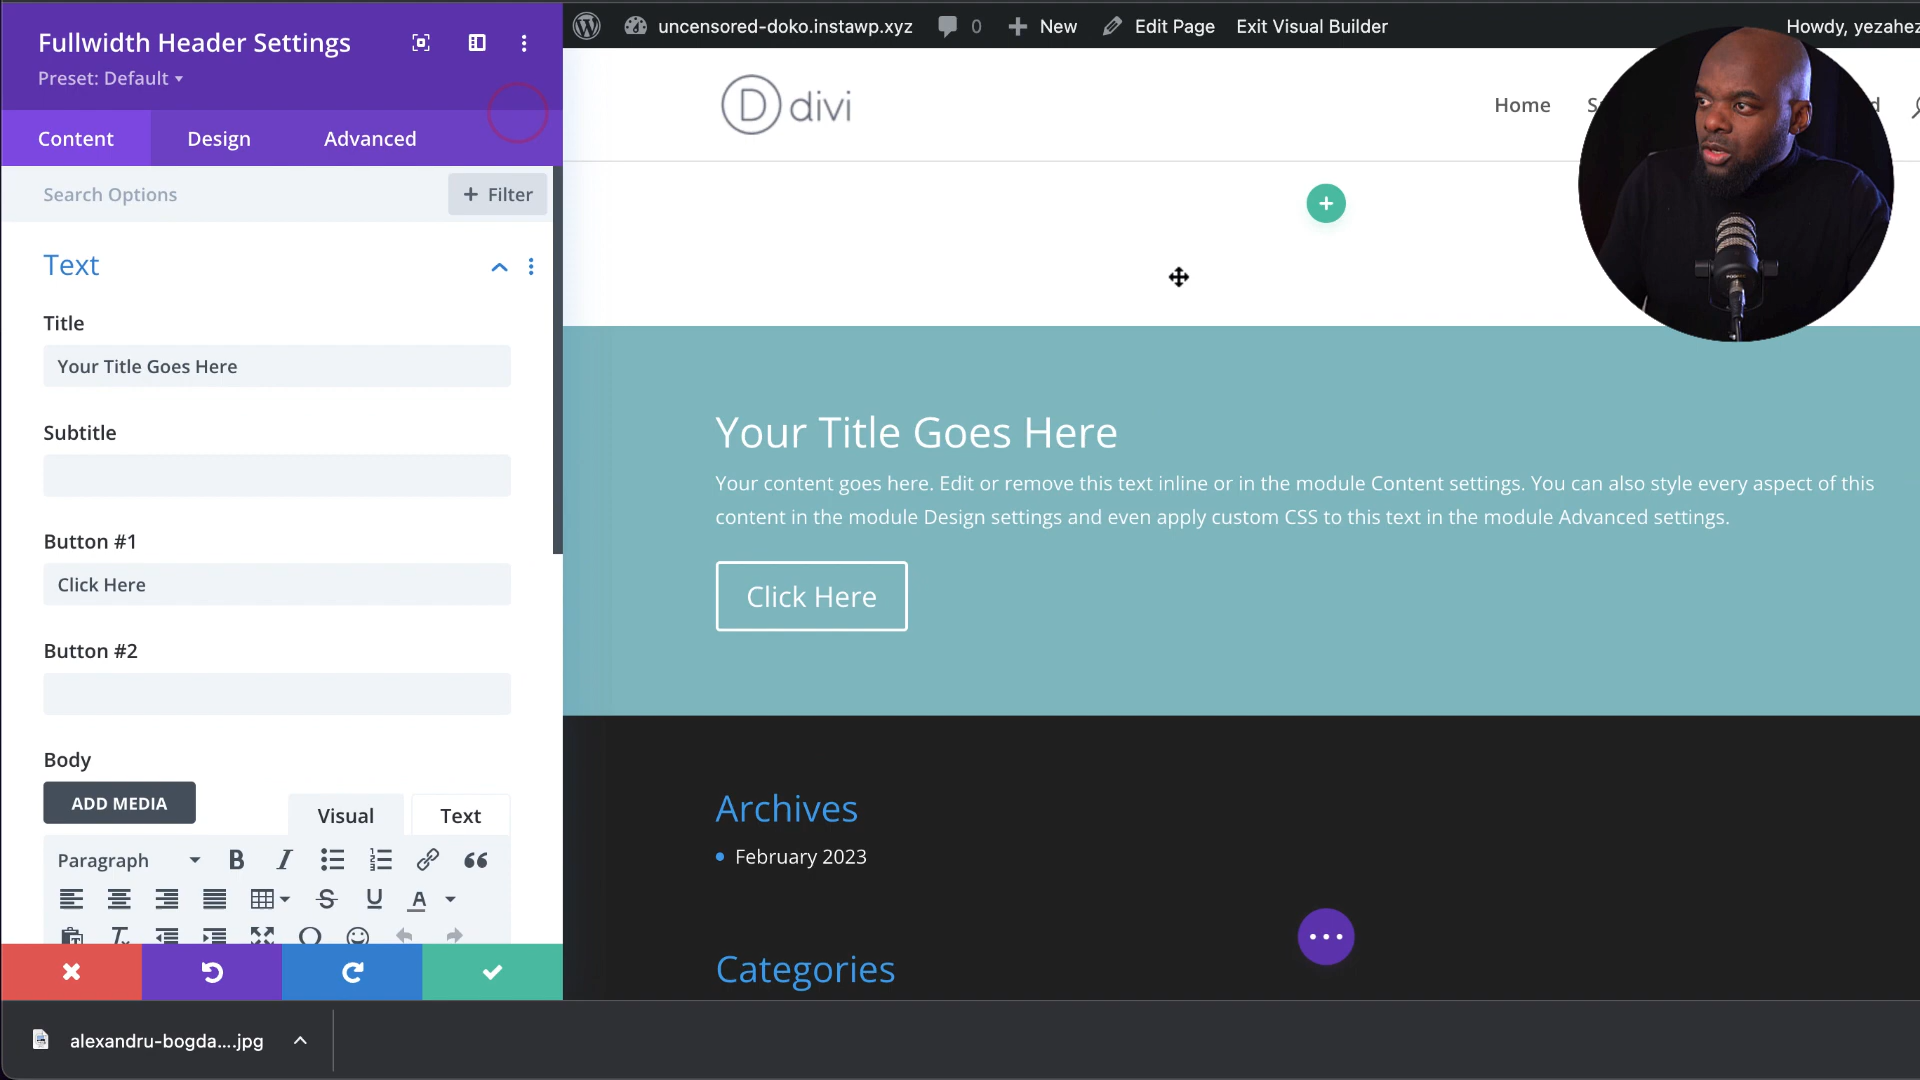 Fullwidth Header Settings
Preset: Default
Content Design Advanced
Search Options
+ Filter
Text
Title
Your Title Goes Here
Subtitle
Button #1
Click Here
Button #2
Body
ADD MEDIA
Visual Text
Paragraph
alexandru-bogda....jpg
uncensored-doko.instawp.xyz 0 + New Edit Page Exit Visual Builder
D divi
Home
Your Title Goes Here
Your content goes here. Edit or remove this text inline or in the module Content settings. You can also style every aspect of this
content in the module Design settings and even apply custom CSS to this text in the module Advanced settings.
Click Here
Archives
February 2023
Categories
Howdy,